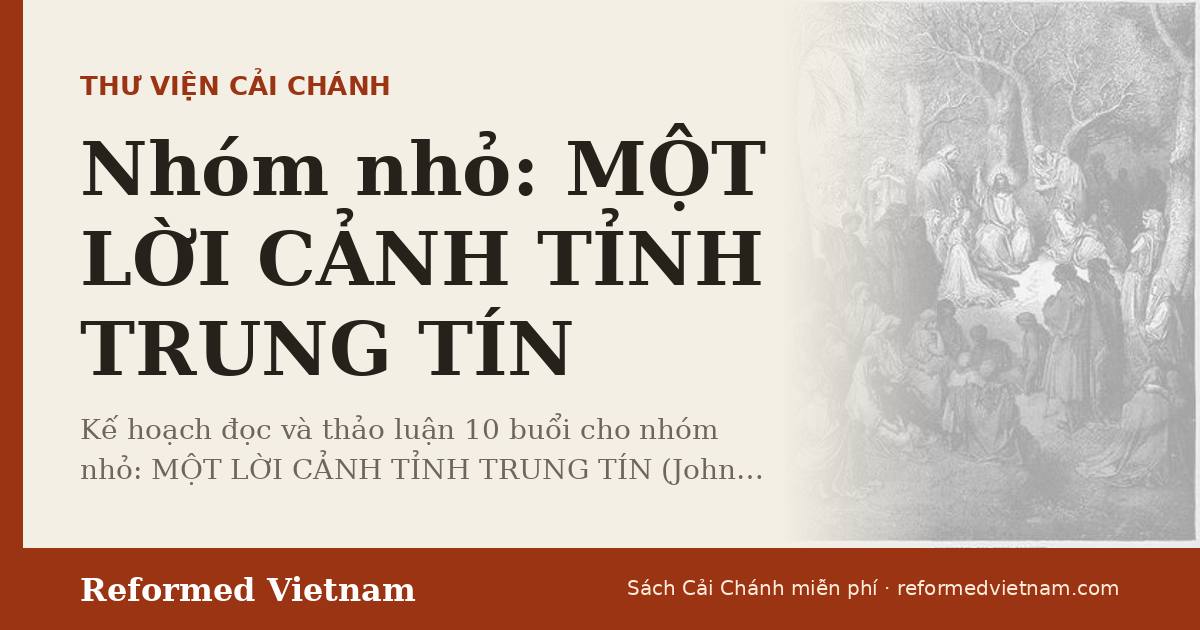 THƯ VIỆN CẢI CHÁNH
Nhóm nhỏ: MỘT
LỜI CẢNH TỈNH
TRUNG TÍN
Kế hoạch đọc và thảo luận 10 buổi cho nhóm
nhỏ: MỘT LỜI CẢNH TỈNH TRUNG TÍN (John...
Reformed Vietnam
Sách Cải Chánh miễn phí · reformedvietnam.com